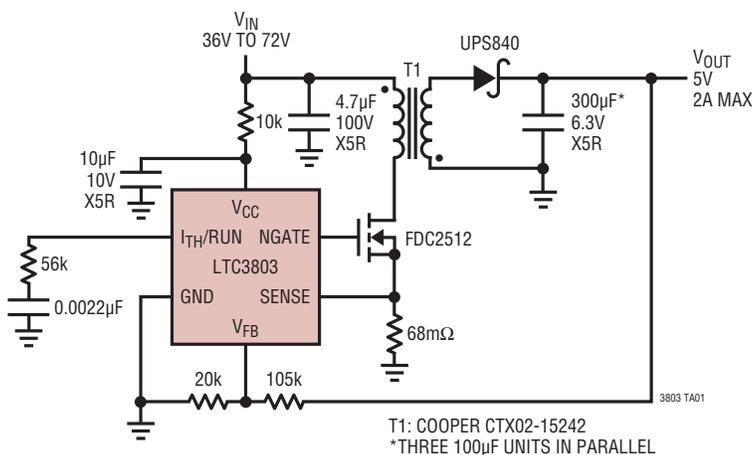 V_IN
36V TO 72V
T1
UPS840
V_OUT
5V
2A MAX
10k
4.7µF
100V
X5R
300µF*
6.3V
X5R
10µF
10V
X5R
V_CC
I_TH/RUN NGATE
LTC3803
GND SENSE
V_FB
FDC2512
56k
0.0022µF
68mΩ
20k
105k
3803 TA01
T1: COOPER CTX02-15242
*THREE 100µF UNITS IN PARALLEL